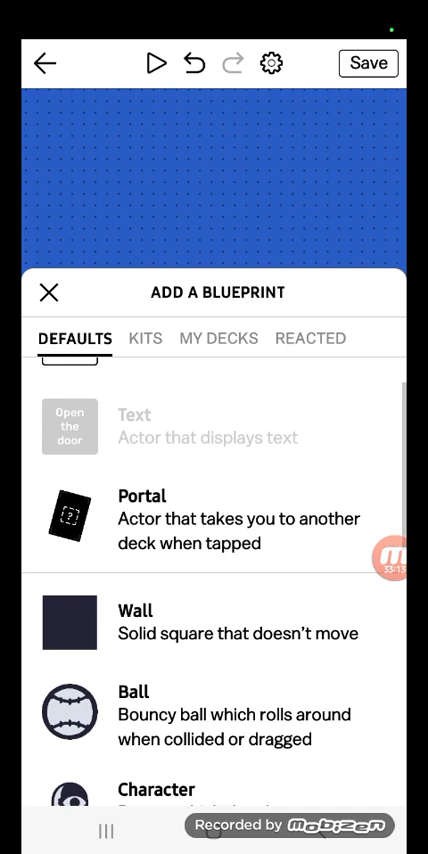 Save
ADD A BLUEPRINT
DEFAULTS KITS MY DECKS REACTED
Open
the
door
Text
Actor that displays text
?
Portal
Actor that takes you to another
deck when tapped
33:13
Wall
Solid square that doesn't move
Ball
Bouncy ball which rolls around
when collided or dragged
Character
Recorded by mobizen